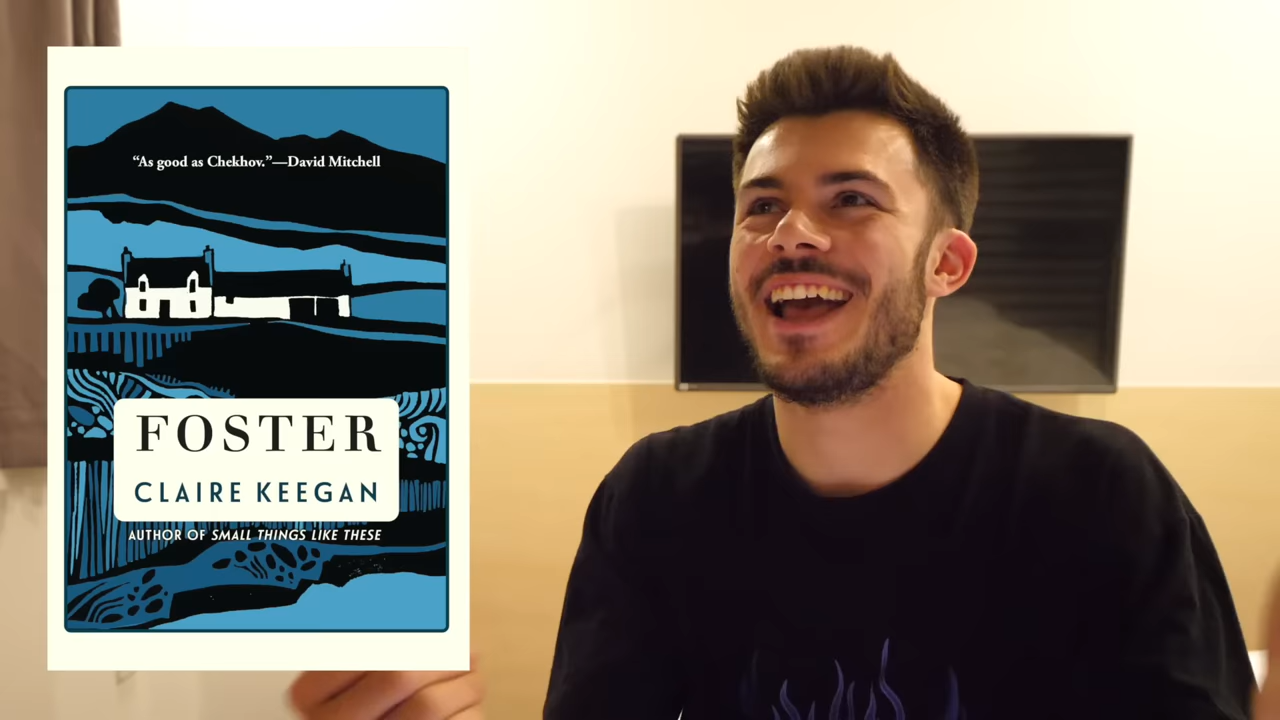 “As good as Chekhov.”—David Mitchell
FOSTER
CLAIRE KEEGAN
AUTHOR OF SMALL THINGS LIKE THESE